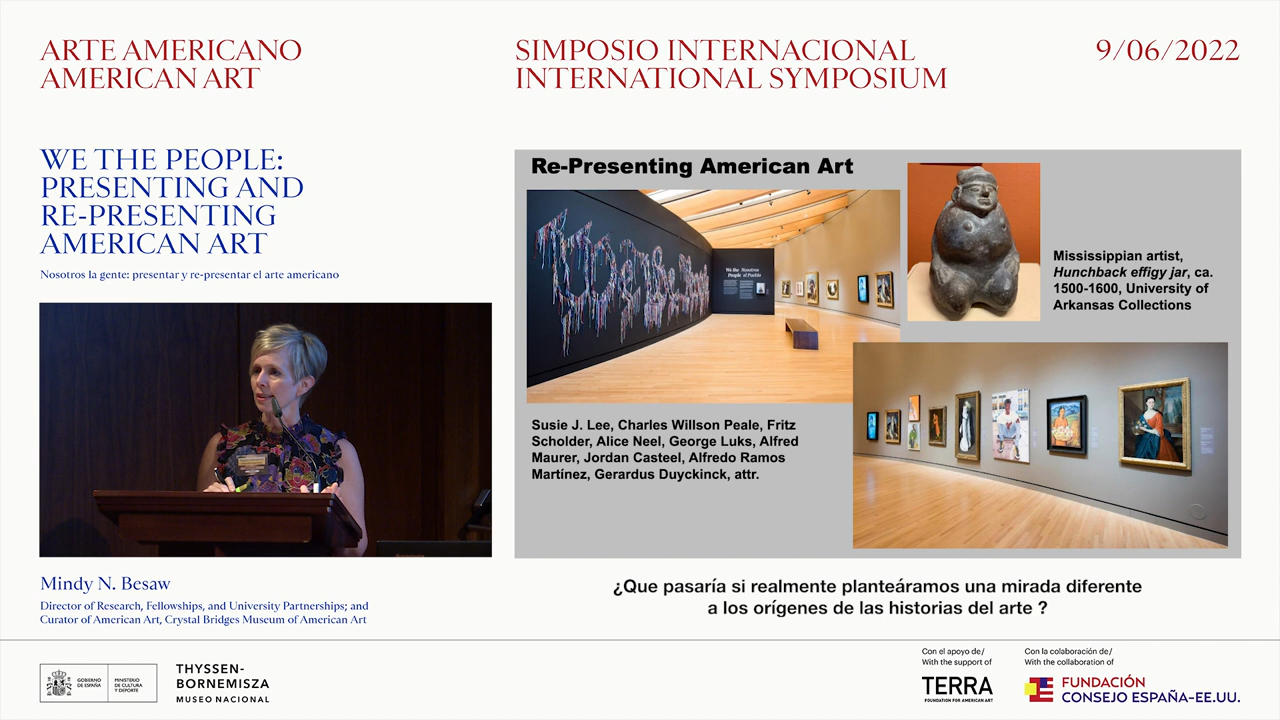 ARTE AMERICANO
AMERICAN ART
SIMPOSIO INTERNACIONAL
INTERNATIONAL SYMPOSIUM
9/06/2022
WE THE PEOPLE:
PRESENTING AND
RE-PRESENTING
AMERICAN ART
Nosotros la gente: presentar y re-presentar el arte americano
Mindy N. Besaw
Director of Research, Fellowships, and University Partnerships; and
Curator of American Art, Crystal Bridges Museum of American Art
Re-Presenting American Art
We the Nosotros
People el Pueblo
Mississippian artist,
Hunchback effigy jar, ca.
1500-1600, University of
Arkansas Collections
Susie J. Lee, Charles Willson Peale, Fritz
Scholder, Alice Neel, George Luks, Alfred
Maurer, Jordan Casteel, Alfredo Ramos
Martínez, Gerardus Duyckinck, attr.
¿Que pasaría si realmente planteáramos una mirada diferente
a los orígenes de las historias del arte ?
GOBIERNO
DE ESPAÑA
MINISTERIO
DE CULTURA
Y DEPORTE
THYSSEN-
BORNEMISZA
MUSEO NACIONAL
Con el apoyo de/
With the support of
TERRA
FOUNDATION FOR AMERICAN ART
Con la colaboración de/
With the collaboration of
FUNDACIÓN
CONSEJO ESPAÑA-EE.UU.